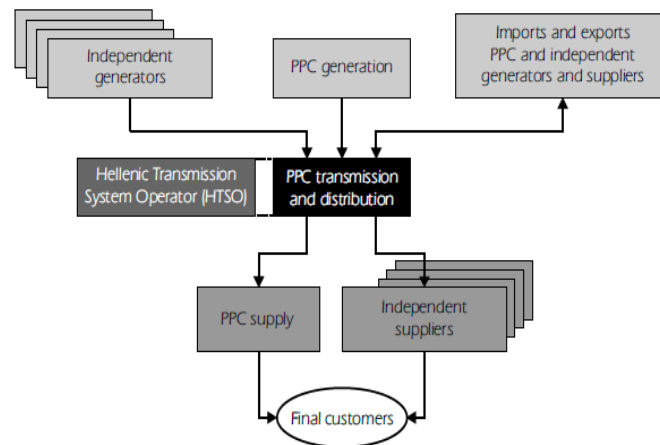 Independent
generators
PPC generation
Imports and exports
PPC and independent
generators and suppliers
Hellenic Transmission
System Operator (HTSO)
PPC transmission
and distribution
PPC supply
Independent
suppliers
Final customers